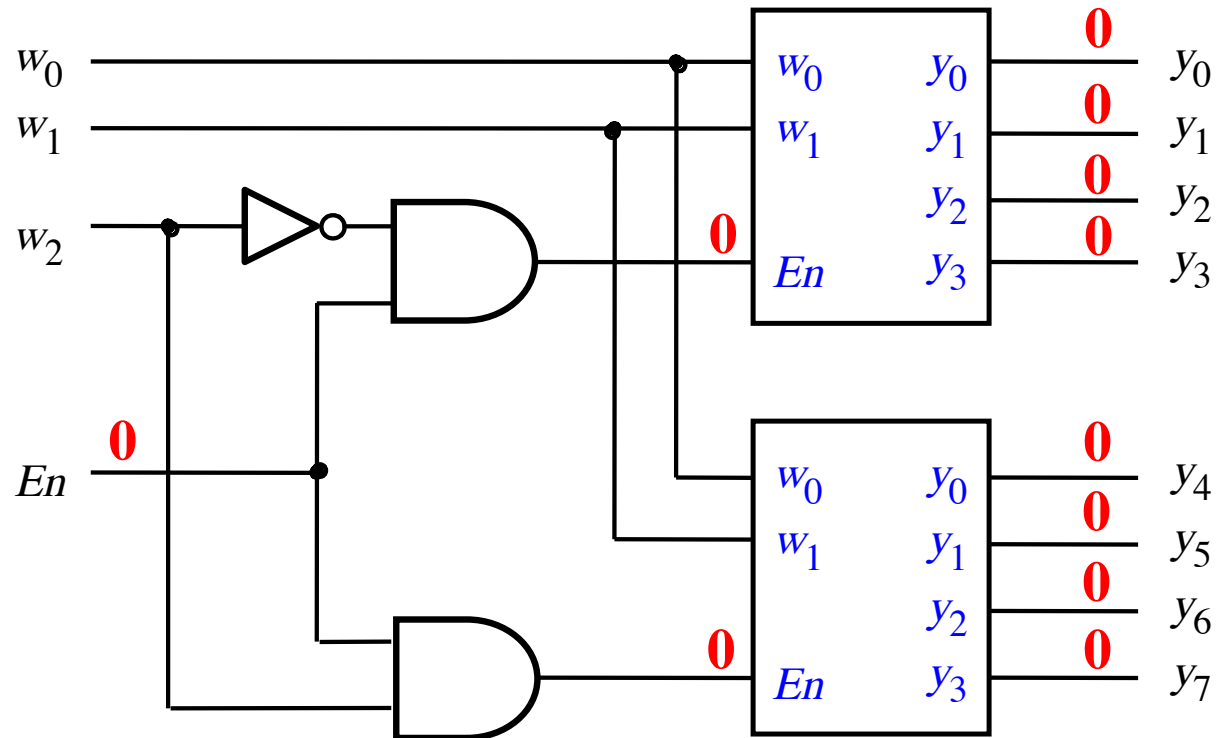 0
w₀ w₀ y₀ y₀
0
w₁ w₁ y₁ y₁
0
w₂ y₂ y₂
0 0
En y₃ y₃
0 0
En w₀ y₀ y₄
0
w₁ y₁ y₅
0
y₂ y₆
0 0
En y₃ y₇